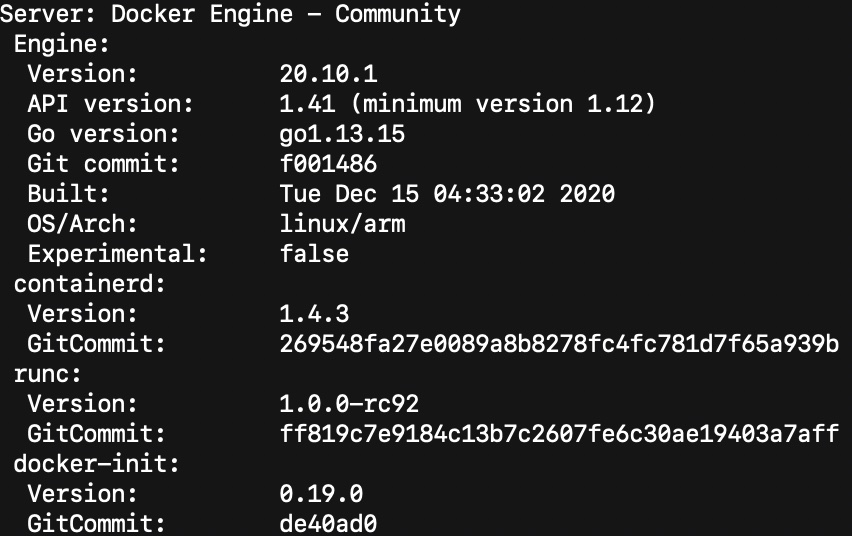 Server: Docker Engine - Community
 Engine:
  Version:          20.10.1
  API version:      1.41 (minimum version 1.12)
  Go version:       go1.13.15
  Git commit:       f001486
  Built:            Tue Dec 15 04:33:02 2020
  OS/Arch:          linux/arm
  Experimental:     false
 containerd:
  Version:          1.4.3
  GitCommit:        269548fa27e0089a8b8278fc4fc781d7f65a939b
 runc:
  Version:          1.0.0-rc92
  GitCommit:        ff819c7e9184c13b7c2607fe6c30ae19403a7aff
 docker-init:
  Version:          0.19.0
  GitCommit:        de40ad0